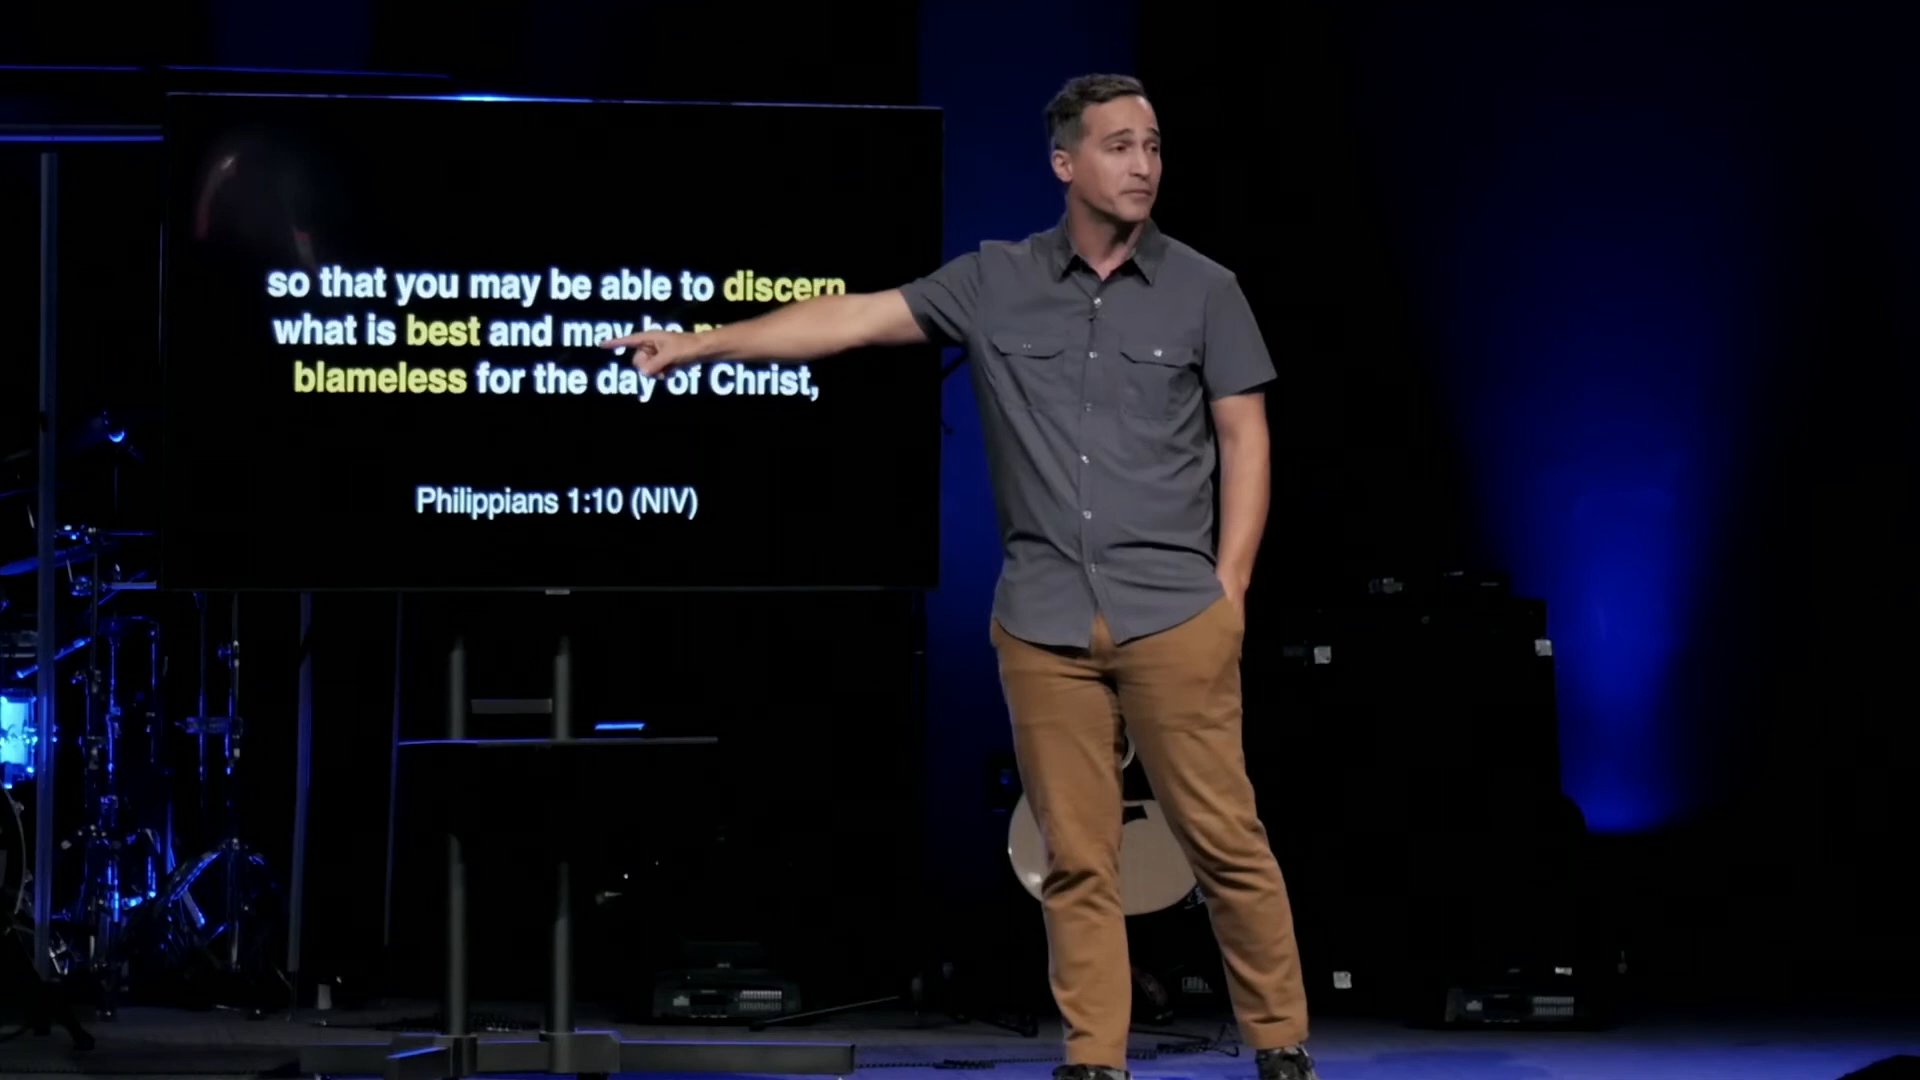 so that you may be able to discern
what is best and may be
blameless for the day of Christ,
Philippians 1:10 (NIV)